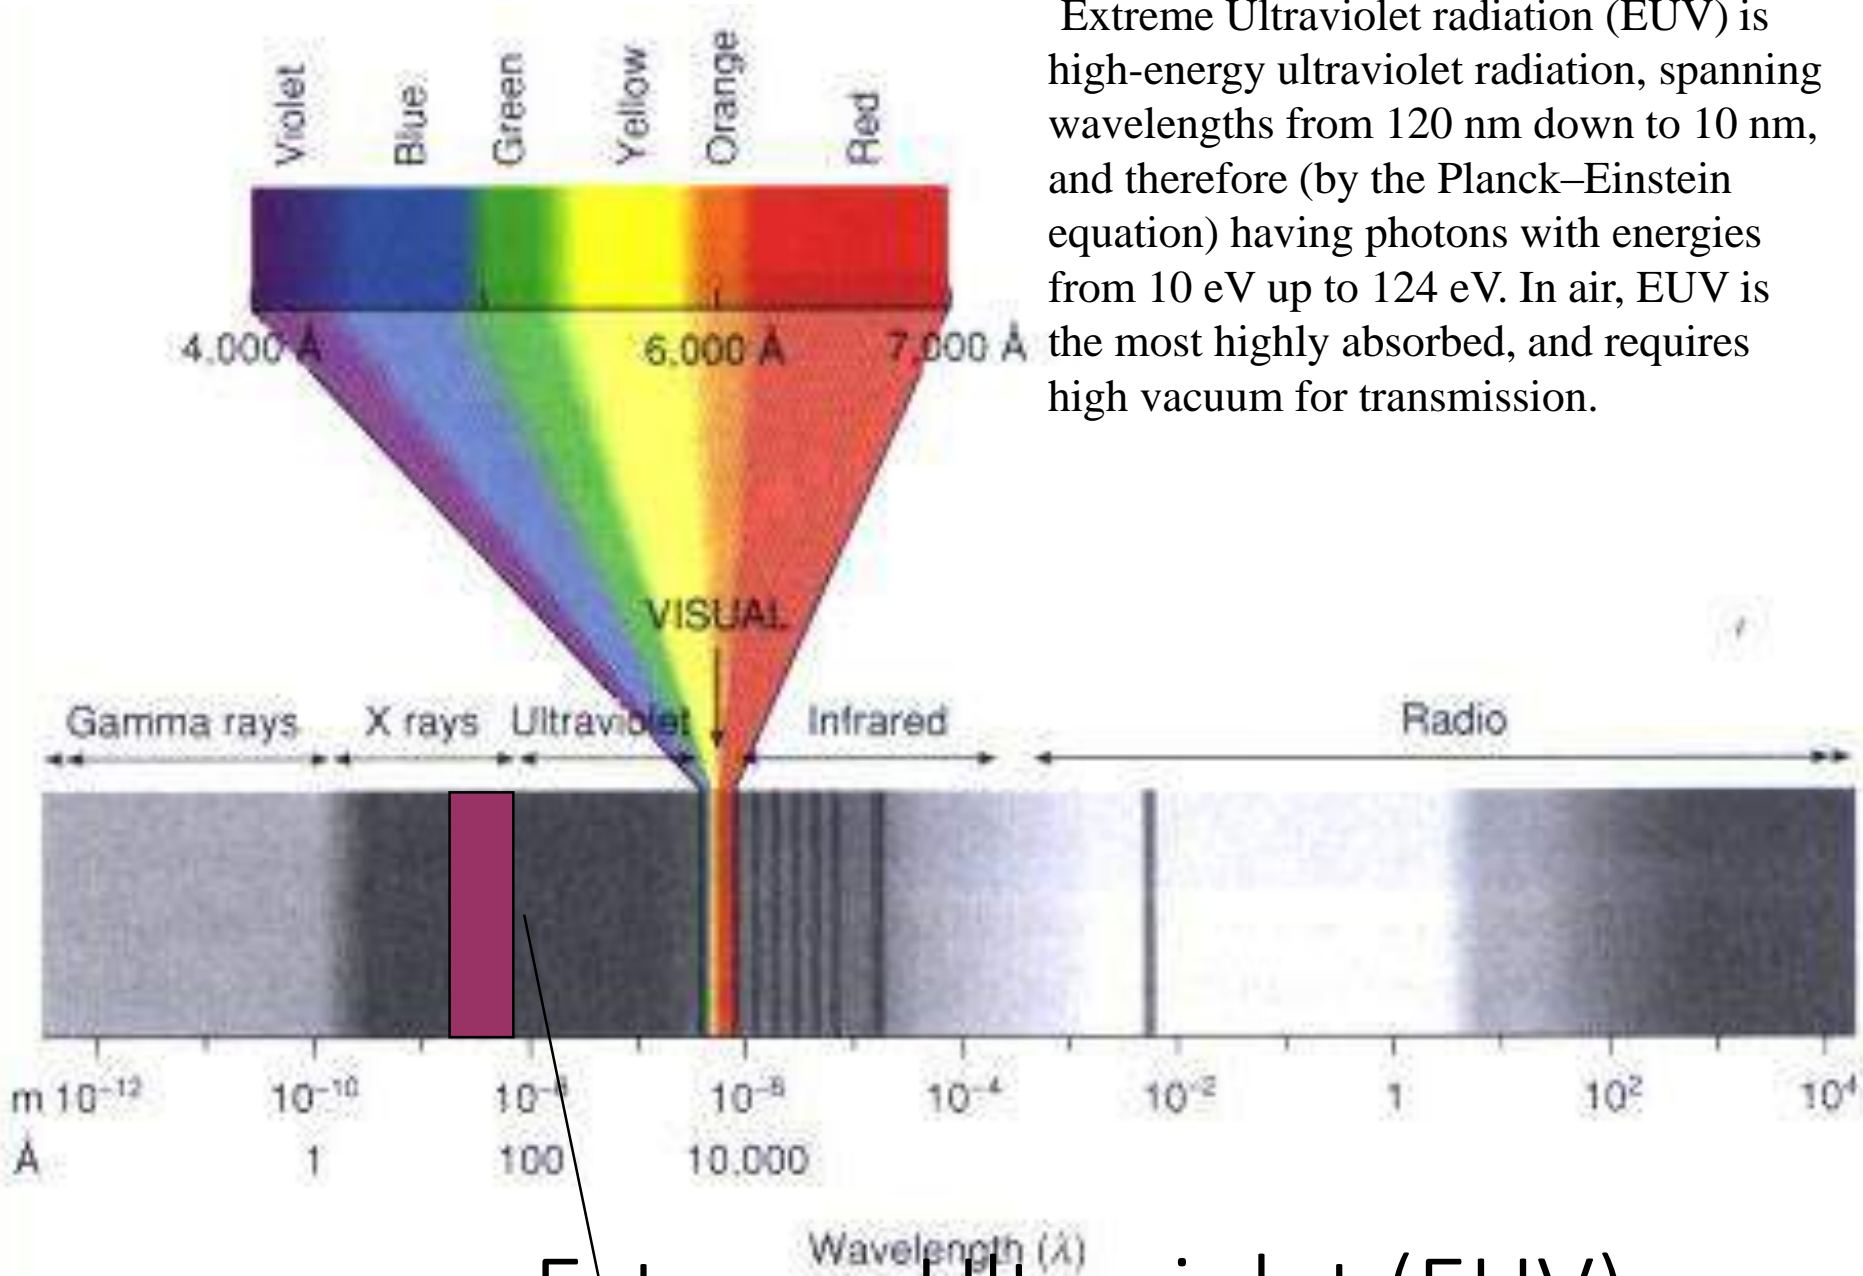 Extreme Ultraviolet radiation (EUV) is
high-energy ultraviolet radiation, spanning
wavelengths from 120 nm down to 10 nm,
and therefore (by the Planck–Einstein
equation) having photons with energies
from 10 eV up to 124 eV. In air, EUV is
the most highly absorbed, and requires
high vacuum for transmission.
Violet Blue Green Yellow Orange Red
4,000 Å 6,000 Å 7,000 Å
VISUAL
Gamma rays X rays Ultraviolet Infrared Radio
m 10⁻¹² 10⁻¹⁰ 10⁻⁸ 10⁻⁶ 10⁻⁴ 10⁻² 1 10² 10⁴
Å 1 100 10.000
Wavelength (λ)
Extreme Ultraviolet (EUV)